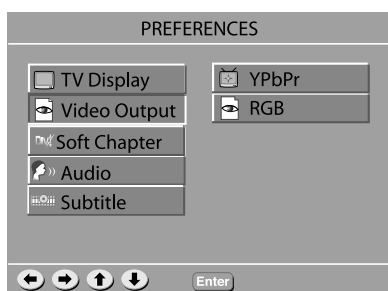 PREFERENCES
TV Display
Video Output
Soft Chapter
Audio
Subtitle
YPbPr
RGB
Enter